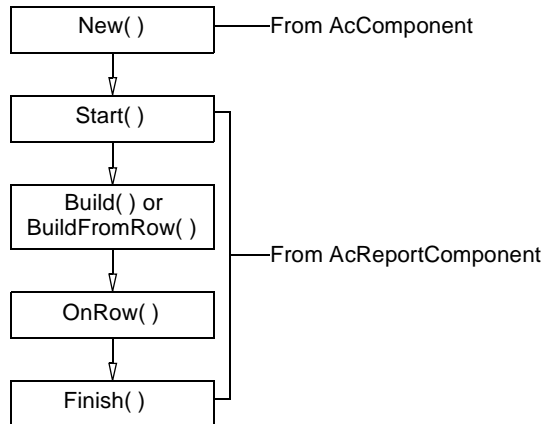 New( )
From AcComponent
Start( )
Build( ) or
BuildFromRow( )
From AcReportComponent
OnRow( )
Finish( )